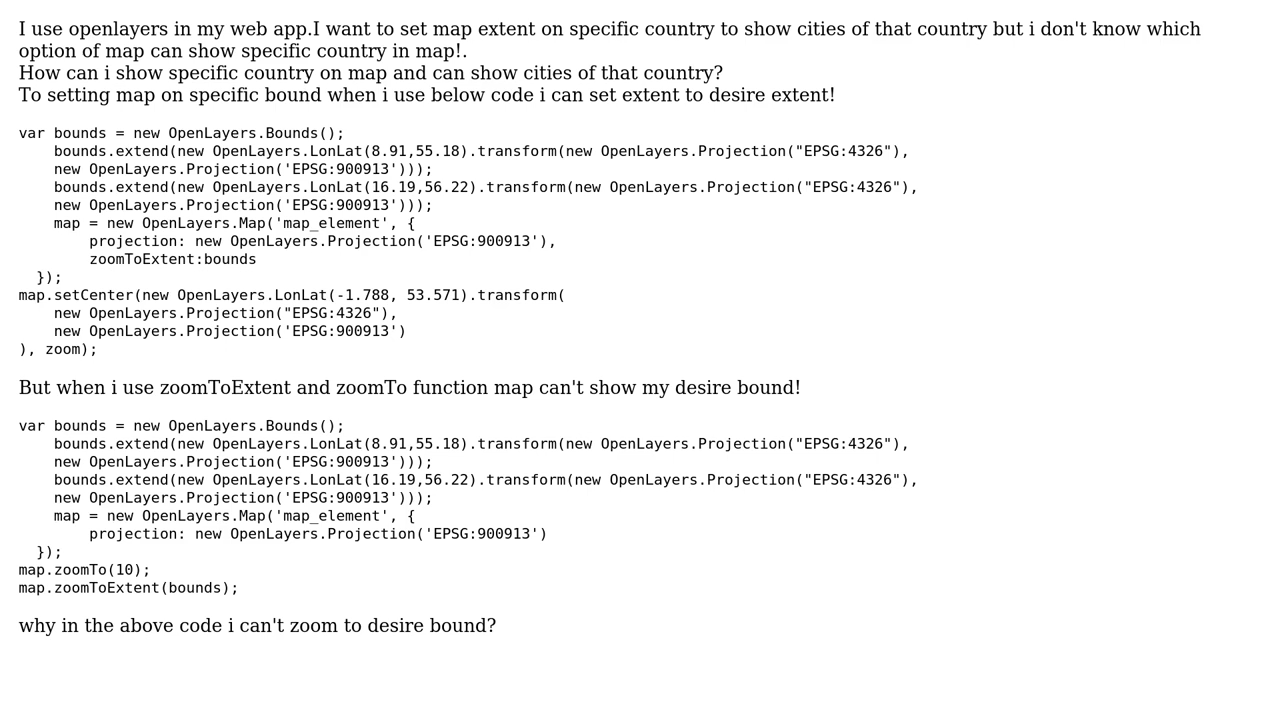 I use openlayers in my web app.I want to set map extent on specific country to show cities of that country but i don't know which
option of map can show specific country in map!.
How can i show specific country on map and can show cities of that country?
To setting map on specific bound when i use below code i can set extent to desire extent!
var bounds = new OpenLayers.Bounds();
    bounds.extend(new OpenLayers.LonLat(8.91,55.18).transform(new OpenLayers.Projection("EPSG:4326"),
    new OpenLayers.Projection('EPSG:900913')));
    bounds.extend(new OpenLayers.LonLat(16.19,56.22).transform(new OpenLayers.Projection("EPSG:4326"),
    new OpenLayers.Projection('EPSG:900913')));
    map = new OpenLayers.Map('map_element', {
        projection: new OpenLayers.Projection('EPSG:900913'),
        zoomToExtent:bounds
  });
map.setCenter(new OpenLayers.LonLat(-1.788, 53.571).transform(
    new OpenLayers.Projection("EPSG:4326"),
    new OpenLayers.Projection('EPSG:900913')
), zoom);
But when i use zoomToExtent and zoomTo function map can't show my desire bound!
var bounds = new OpenLayers.Bounds();
    bounds.extend(new OpenLayers.LonLat(8.91,55.18).transform(new OpenLayers.Projection("EPSG:4326"),
    new OpenLayers.Projection('EPSG:900913')));
    bounds.extend(new OpenLayers.LonLat(16.19,56.22).transform(new OpenLayers.Projection("EPSG:4326"),
    new OpenLayers.Projection('EPSG:900913')));
    map = new OpenLayers.Map('map_element', {
        projection: new OpenLayers.Projection('EPSG:900913')
  });
map.zoomTo(10);
map.zoomToExtent(bounds);
why in the above code i can't zoom to desire bound?